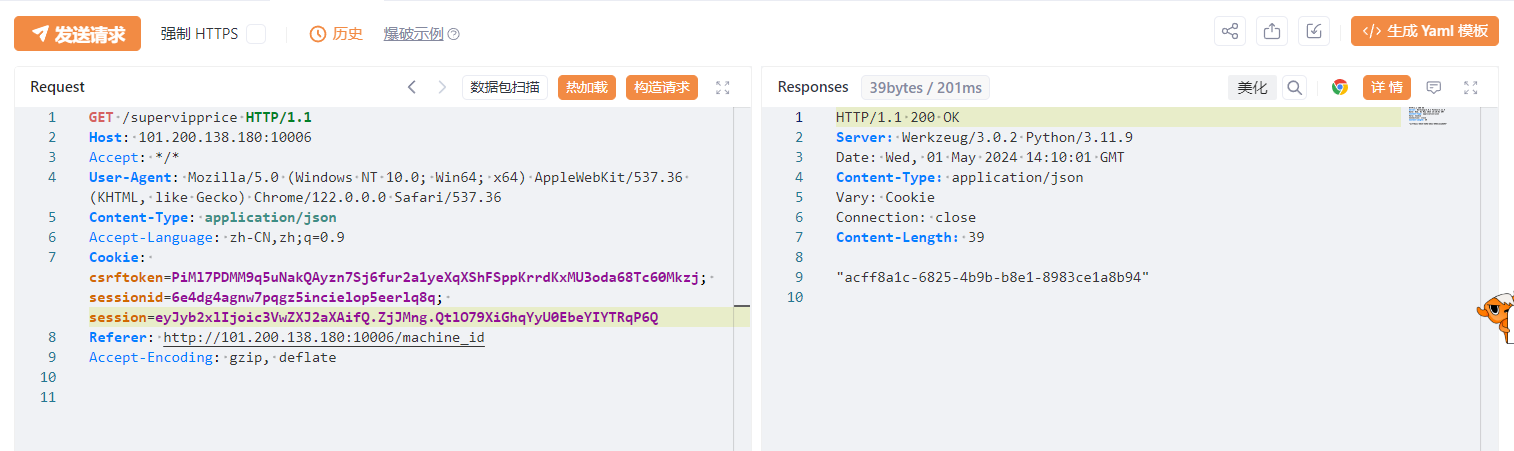 发送请求 强制 HTTPS 历史 爆破示例 生成 Yaml 模板
Request 数据包扫描 热加载 构造请求
1 GET /supervipprice HTTP/1.1
2 Host: 101.200.138.180:10006
3 Accept: */*
4 User-Agent: Mozilla/5.0 (Windows NT 10.0; Win64; x64) AppleWebKit/537.36
(KHTML, like Gecko) Chrome/122.0.0.0 Safari/537.36
5 Content-Type: application/json
6 Accept-Language: zh-CN,zh;q=0.9
7 Cookie:
csrftoken=PiMl7PDMM9q5uNakQAyzn7Sj6fur2a1yeXqXShFSppKrrdKxMU3oda68Tc60Mkzj;
sessionid=6e4dg4agnw7pqgz5incielop5eerlq8q;
session=eyJyb2xlIjoic3VwZXJ2aXAifQ.ZjJMng.QtlO79XiGhqYyU0EbeYIYTRqP6Q
8 Referer: http://101.200.138.180:10006/machine_id
9 Accept-Encoding: gzip, deflate
10
11
Responses 39bytes / 201ms 美化 详情
1 HTTP/1.1 200 OK
2 Server: Werkzeug/3.0.2 Python/3.11.9
3 Date: Wed, 01 May 2024 14:10:01 GMT
4 Content-Type: application/json
5 Vary: Cookie
6 Connection: close
7 Content-Length: 39
8
9 "acff8a1c-6825-4b9b-b8e1-8983ce1a8b94"
10